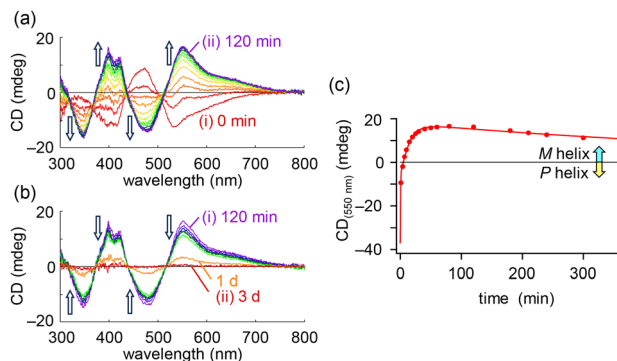 (a)
20
0
−20
CD (mdeg)
(ii) 120 min
(i) 0 min
300 400 500 600 700 800
wavelength (nm)
(b)
20
0
−20
CD (mdeg)
(i) 120 min
1 d
(ii) 3 d
300 400 500 600 700 800
wavelength (nm)
(c)
40
20
0
−20
−40
CD(550 nm) (mdeg)
M helix
P helix
0 100 200 300
time (min)